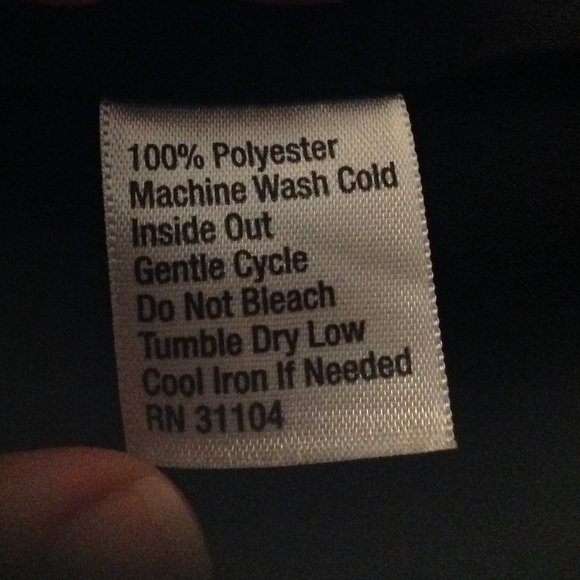 100% Polyester
Machine Wash Cold
Inside Out
Gentle Cycle
Do Not Bleach
Tumble Dry Low
Cool Iron If Needed
RN 31104